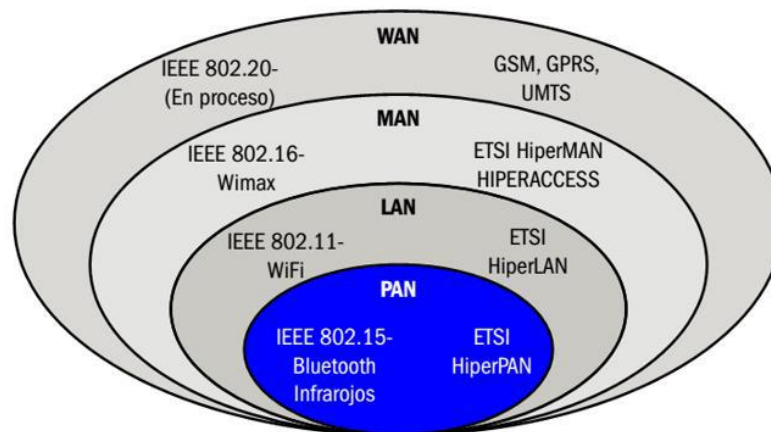 WAN
IEEE 802.20-
(En proceso)
GSM, GPRS,
UMTS
MAN
IEEE 802.16-
Wimax
ETSI HiperMAN
HIPERACCESS
LAN
IEEE 802.11-
WiFi
ETSI
HiperLAN
PAN
IEEE 802.15-
Bluetooth
Infrarojos
ETSI
HiperPAN